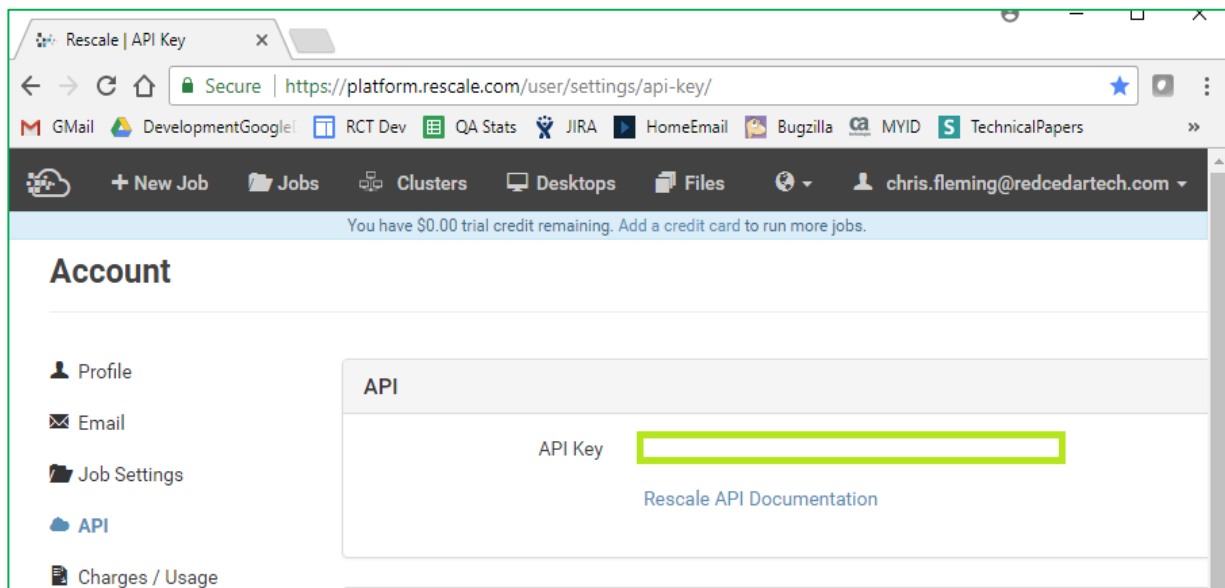 Rescale | API Key
Secure | https://platform.rescale.com/user/settings/api-key/
GMail DevelopmentGoogle RCT Dev QA Stats JIRA HomeEmail Bugzilla ca MYID S TechnicalPapers »
+ New Job Jobs Clusters Desktops Files chris.fleming@redcedartech.com
You have $0.00 trial credit remaining. Add a credit card to run more jobs.
Account
Profile
API
Email
API Key
Job Settings
Rescale API Documentation
API
Charges / Usage